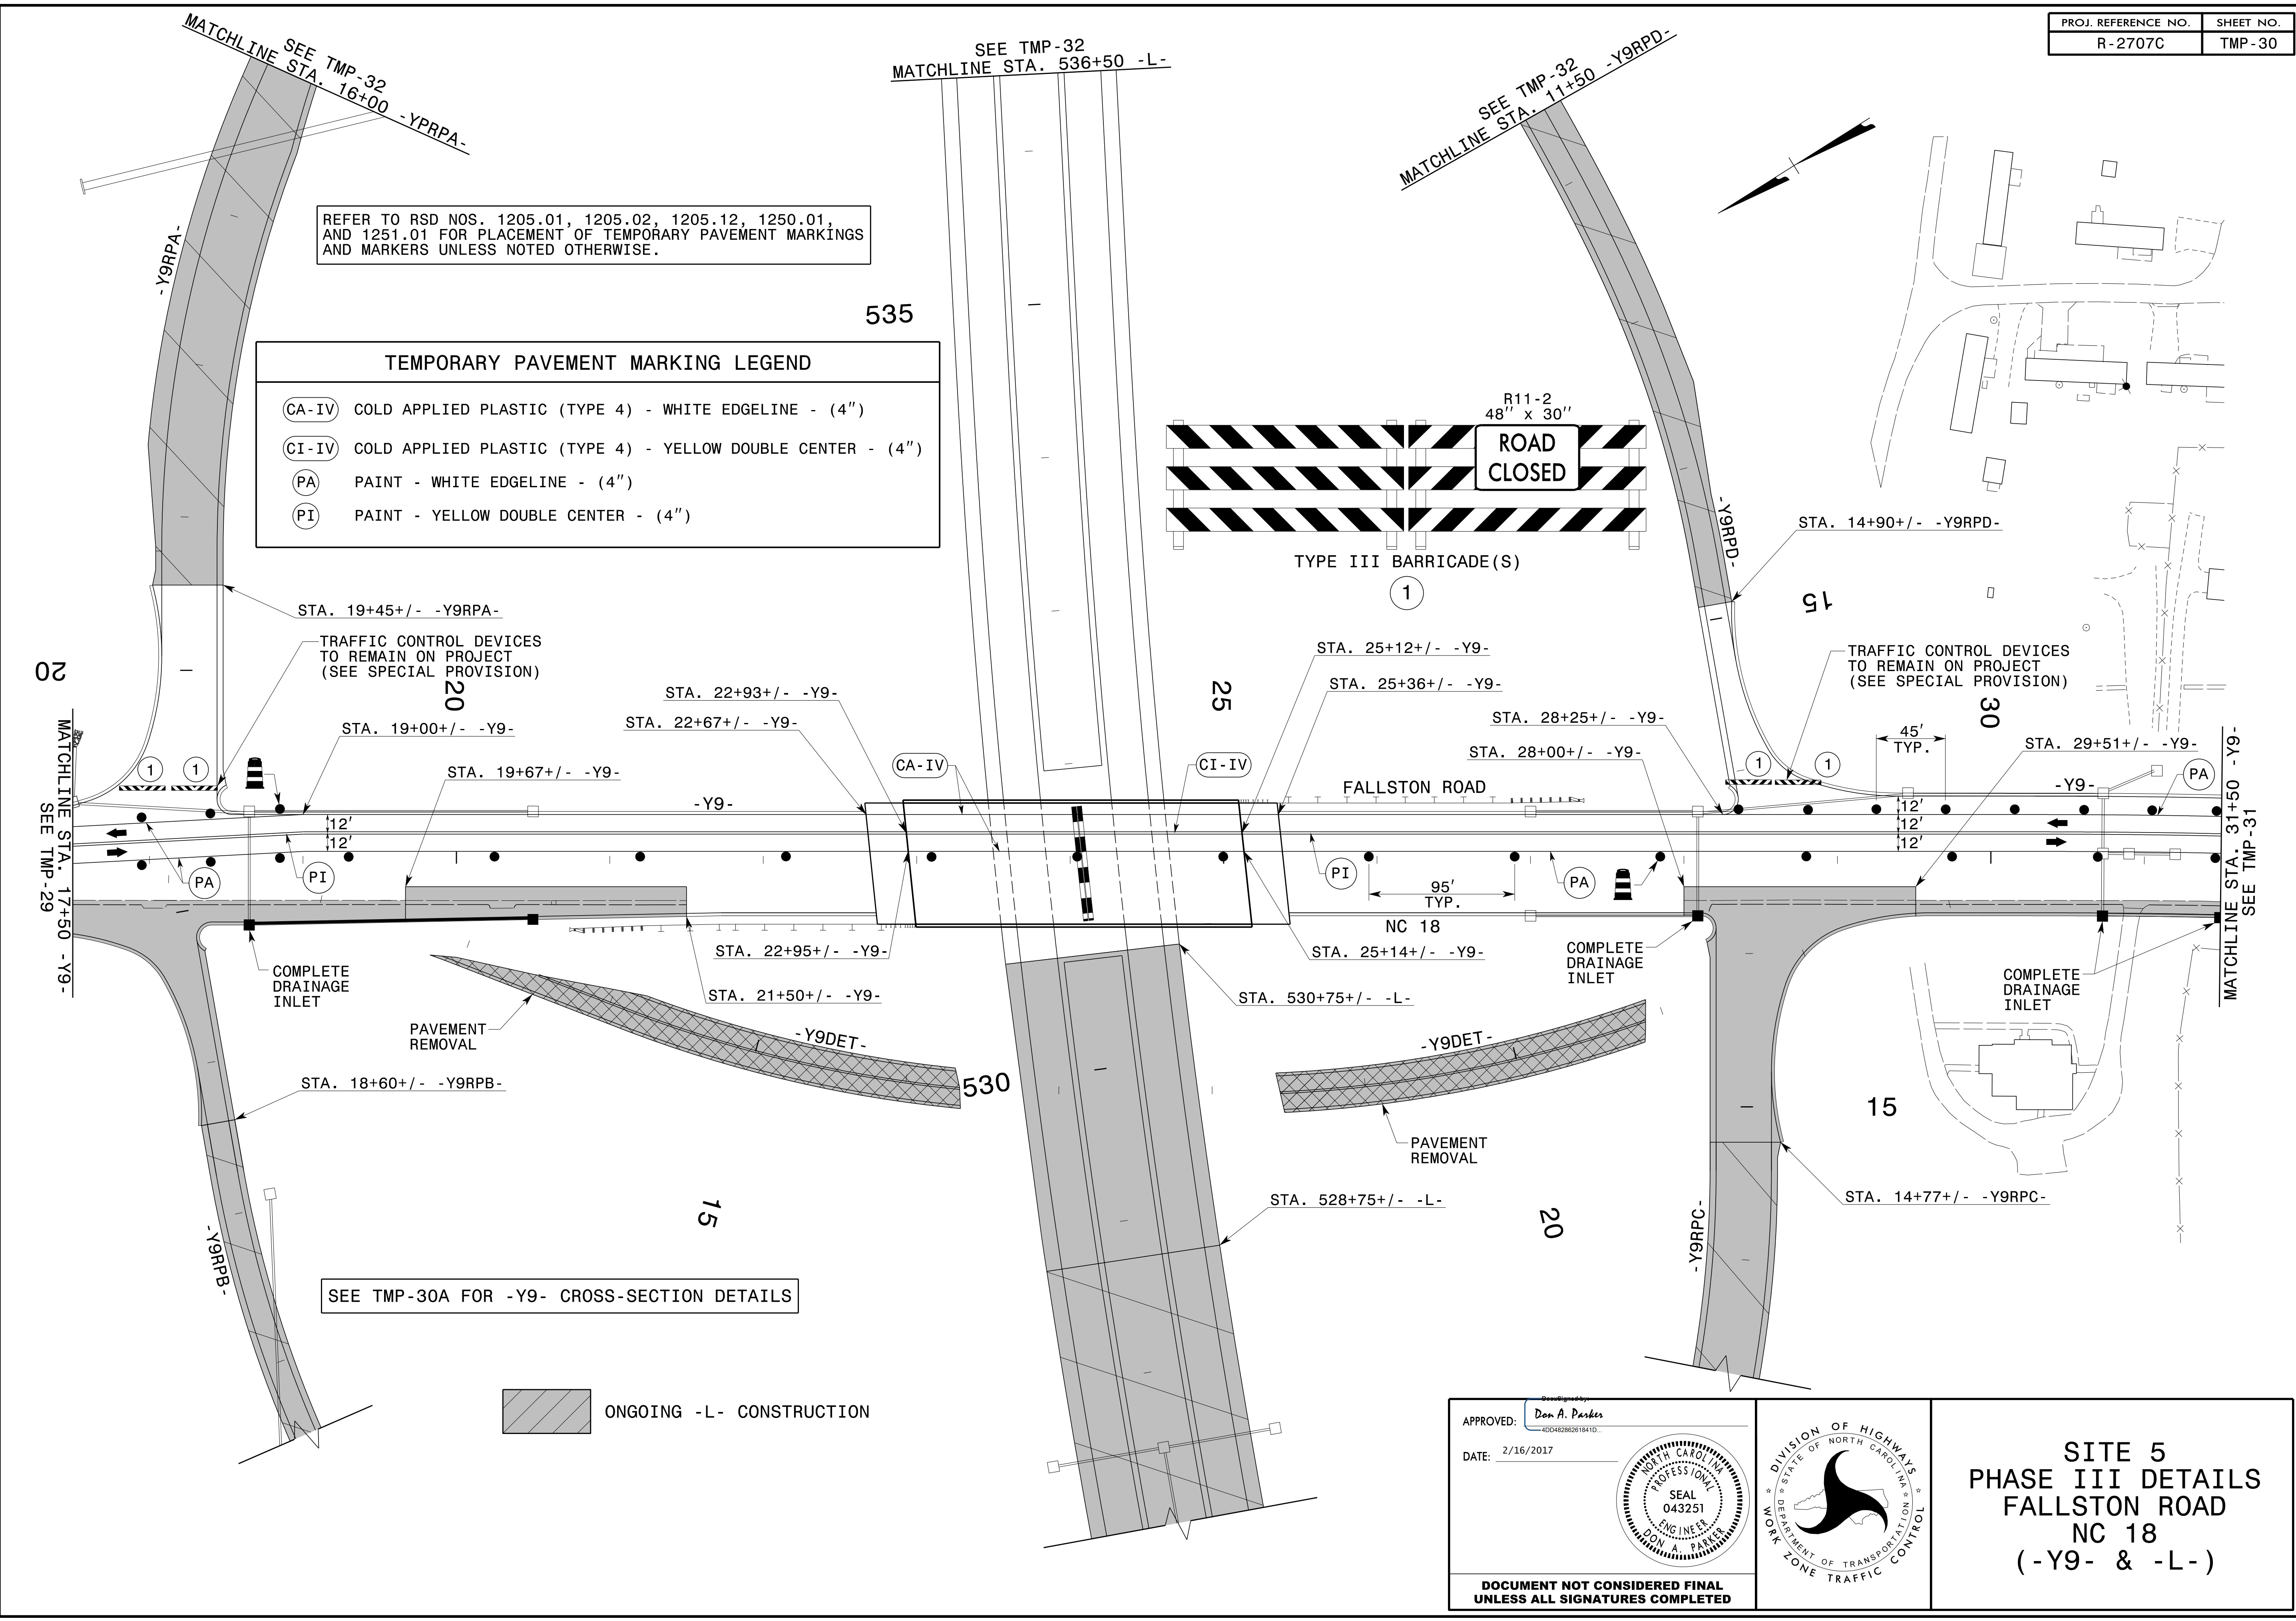 PROJ. REFERENCE NO.
SHEET NO.
R-2707C
TMP-30
SEE TMP-32
MATCHLINE STA. 16+00 -YPRPA-
SEE TMP-32
MATCHLINE STA. 536+50 -L-
SEE TMP-32
MATCHLINE STA. 11+50 -Y9RPD-
-Y9RPA-
REFER TO RSD NOS. 1205.01, 1205.02, 1205.12, 1250.01,
AND 1251.01 FOR PLACEMENT OF TEMPORARY PAVEMENT MARKINGS
AND MARKERS UNLESS NOTED OTHERWISE.
535
TEMPORARY PAVEMENT MARKING LEGEND
CA-IV COLD APPLIED PLASTIC (TYPE 4) - WHITE EDGELINE - (4")
CI-IV COLD APPLIED PLASTIC (TYPE 4) - YELLOW DOUBLE CENTER - (4")
PA PAINT - WHITE EDGELINE - (4")
PI PAINT - YELLOW DOUBLE CENTER - (4")
R11-2
48" x 30"
ROAD
CLOSED
TYPE III BARRICADE(S)
1
-Y9RPD-
STA. 14+90+/- -Y9RPD-
15
STA. 19+45+/- -Y9RPA-
TRAFFIC CONTROL DEVICES
TO REMAIN ON PROJECT
(SEE SPECIAL PROVISION)
20
20
STA. 19+00+/- -Y9-
STA. 19+67+/- -Y9-
STA. 22+93+/- -Y9-
STA. 22+67+/- -Y9-
25
STA. 25+12+/- -Y9-
STA. 25+36+/- -Y9-
STA. 28+25+/- -Y9-
STA. 28+00+/- -Y9-
TRAFFIC CONTROL DEVICES
TO REMAIN ON PROJECT
(SEE SPECIAL PROVISION)
30
45'
TYP.
STA. 29+51+/- -Y9-
MATCHLINE STA. 17+50 -Y9-
SEE TMP-29
1
1
-Y9-
CA-IV
CI-IV
FALLSTON ROAD
1
1
-Y9-
PA
12'
12'
12'
12'
12'
PA
PI
PI
95'
TYP.
PA
NC 18
MATCHLINE STA. 31+50 -Y9-
SEE TMP-31
COMPLETE
DRAINAGE
INLET
STA. 22+95+/- -Y9-
STA. 21+50+/- -Y9-
STA. 25+14+/- -Y9-
STA. 530+75+/- -L-
COMPLETE
DRAINAGE
INLET
COMPLETE
DRAINAGE
INLET
PAVEMENT
REMOVAL
-Y9DET-
530
-Y9DET-
PAVEMENT
REMOVAL
15
STA. 18+60+/- -Y9RPB-
-Y9RPB-
15
STA. 528+75+/- -L-
20
-Y9RPC-
STA. 14+77+/- -Y9RPC-
SEE TMP-30A FOR -Y9- CROSS-SECTION DETAILS
ONGOING -L- CONSTRUCTION
APPROVED:
DocuSigned by:
Don A. Parker
4DD48286261841D...
DATE: 2/16/2017
NORTH CAROLINA
PROFESSIONAL
SEAL
043251
ENGINEER
DON A. PARKER
DOCUMENT NOT CONSIDERED FINAL
UNLESS ALL SIGNATURES COMPLETED
DIVISION OF HIGHWAYS
STATE OF NORTH CAROLINA
DEPARTMENT OF TRANSPORTATION
WORK ZONE TRAFFIC CONTROL
SITE 5
PHASE III DETAILS
FALLSTON ROAD
NC 18
(-Y9- & -L-)